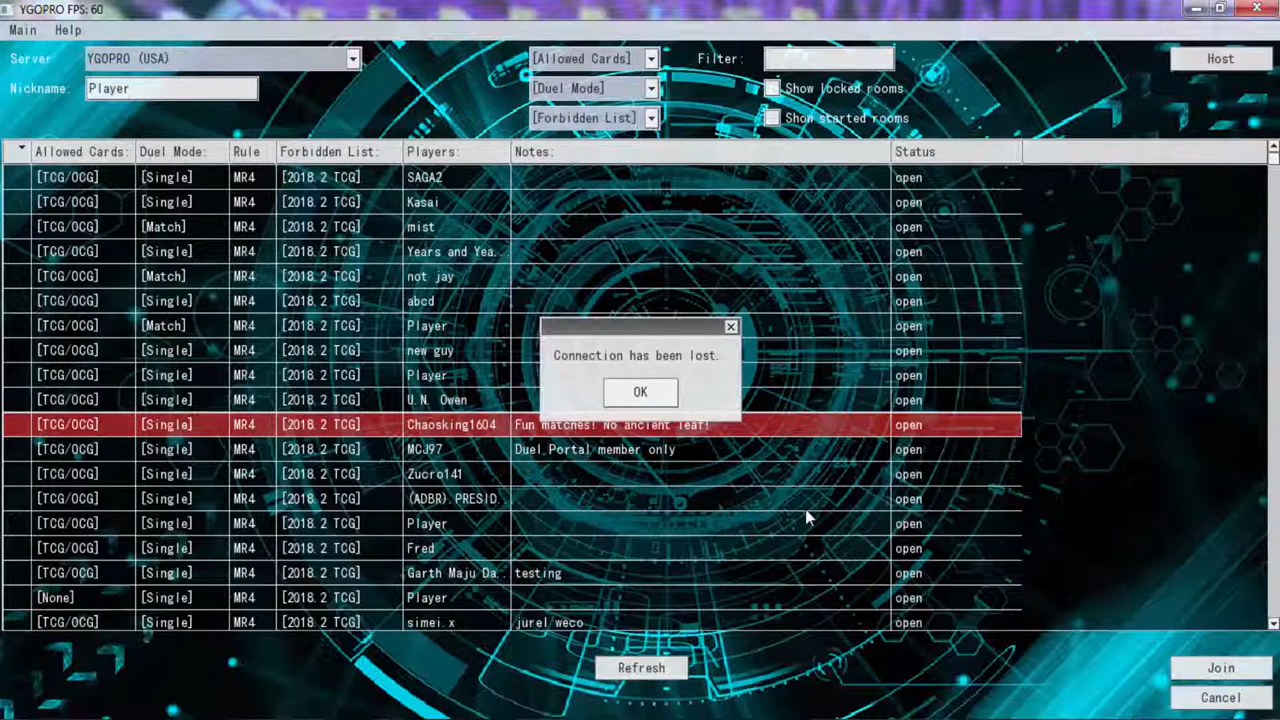 YGOPRO FPS: 60
Main Help
Server YGOPRO (USA) [Allowed Cards] Filter: Host
Nickname: Player [Duel Mode] Show locked rooms
[Forbidden List] Show started rooms
Allowed Cards: Duel Mode: Rule Forbidden List: Players: Notes: Status
[TCG/OCG] [Single] MR4 [2018.2 TCG] SAGA2 open
[TCG/OCG] [Single] MR4 [2018.2 TCG] Kasai open
[TCG/OCG] [Match] MR4 [2018.2 TCG] mist open
[TCG/OCG] [Single] MR4 [2018.2 TCG] Years and Yea... open
[TCG/OCG] [Match] MR4 [2018.2 TCG] not jay open
[TCG/OCG] [Single] MR4 [2018.2 TCG] abcd open
[TCG/OCG] [Match] MR4 [2018.2 TCG] Player open
[TCG/OCG] [Single] MR4 [2018.2 TCG] new guy open
[TCG/OCG] [Single] MR4 [2018.2 TCG] Player open
[TCG/OCG] [Single] MR4 [2018.2 TCG] U.N. Owen open
[TCG/OCG] [Single] MR4 [2018.2 TCG] Chaosking1604 Fun matches! No ancient leaf! open
[TCG/OCG] [Single] MR4 [2018.2 TCG] MCJ97 Duel Portal member only open
[TCG/OCG] [Single] MR4 [2018.2 TCG] Zucro141 open
[TCG/OCG] [Single] MR4 [2018.2 TCG] (ADBR).PRESID... open
[TCG/OCG] [Single] MR4 [2018.2 TCG] Player open
[TCG/OCG] [Single] MR4 [2018.2 TCG] Fred open
[TCG/OCG] [Single] MR4 [2018.2 TCG] Garth Maju Da... testing open
[None] [Single] MR4 [2018.2 TCG] Player open
[TCG/OCG] [Single] MR4 [2018.2 TCG] simei.x jurel weco open
Connection has been lost.
OK
Refresh Join
Cancel